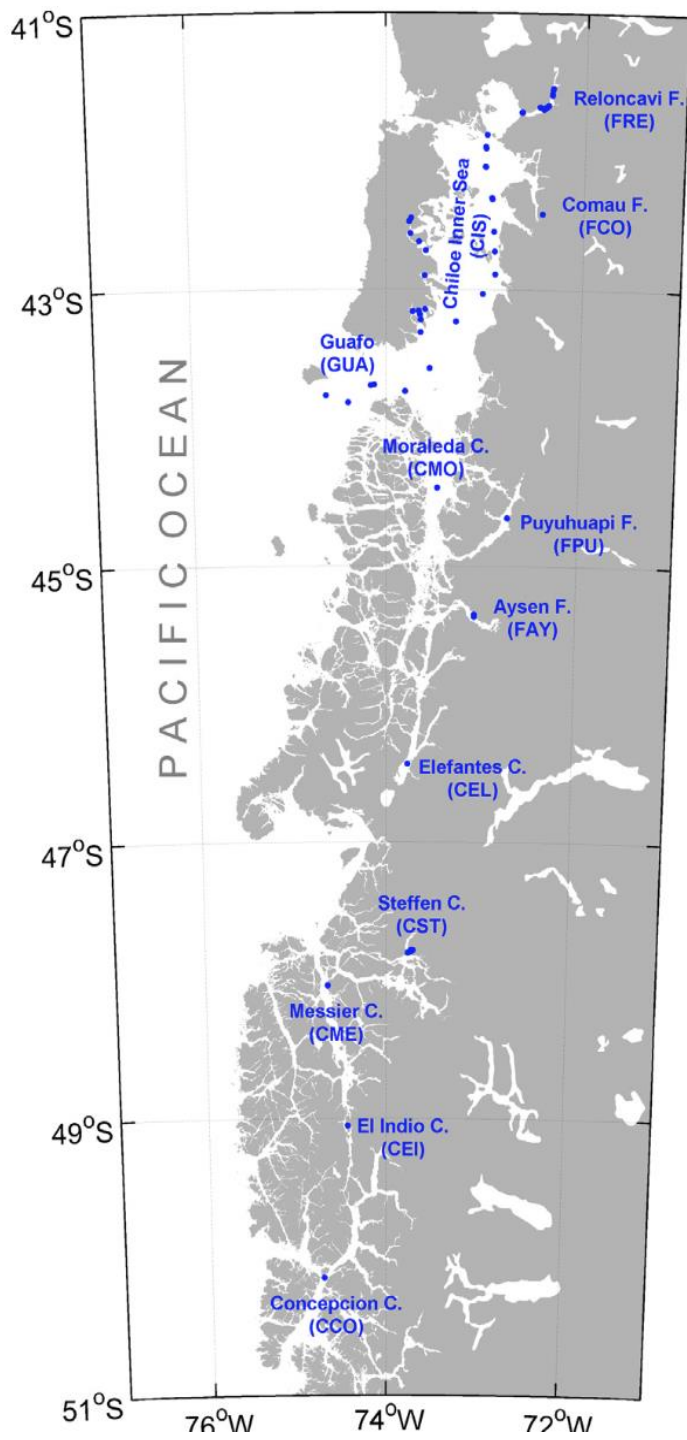 41°S
Reloncavi F.
(FRE)
Comau F.
(FCO)
Chiloe Inner Sea
(CIS)
43°S
Guafo
(GUA)
PACIFIC OCEAN
Moraleda C.
(CMO)
Puyuhuapi F.
(FPU)
45°S
Aysen F.
(FAY)
Elefantes C.
(CEL)
47°S
Steffen C.
(CST)
Messier C.
(CME)
49°S
El Indio C.
(CEI)
Concepcion C.
(CCO)
51°S
76°W
74°W
72°W